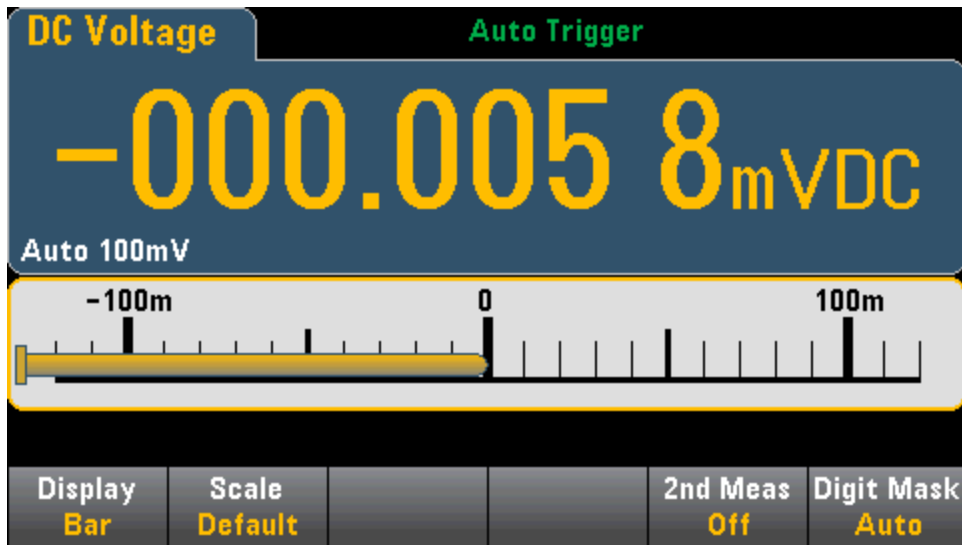 DC Voltage Auto Trigger
-000.005 8mVDC
Auto 100mV
-100m 0 100m
Display Scale 2nd Meas Digit Mask
Bar Default Off Auto